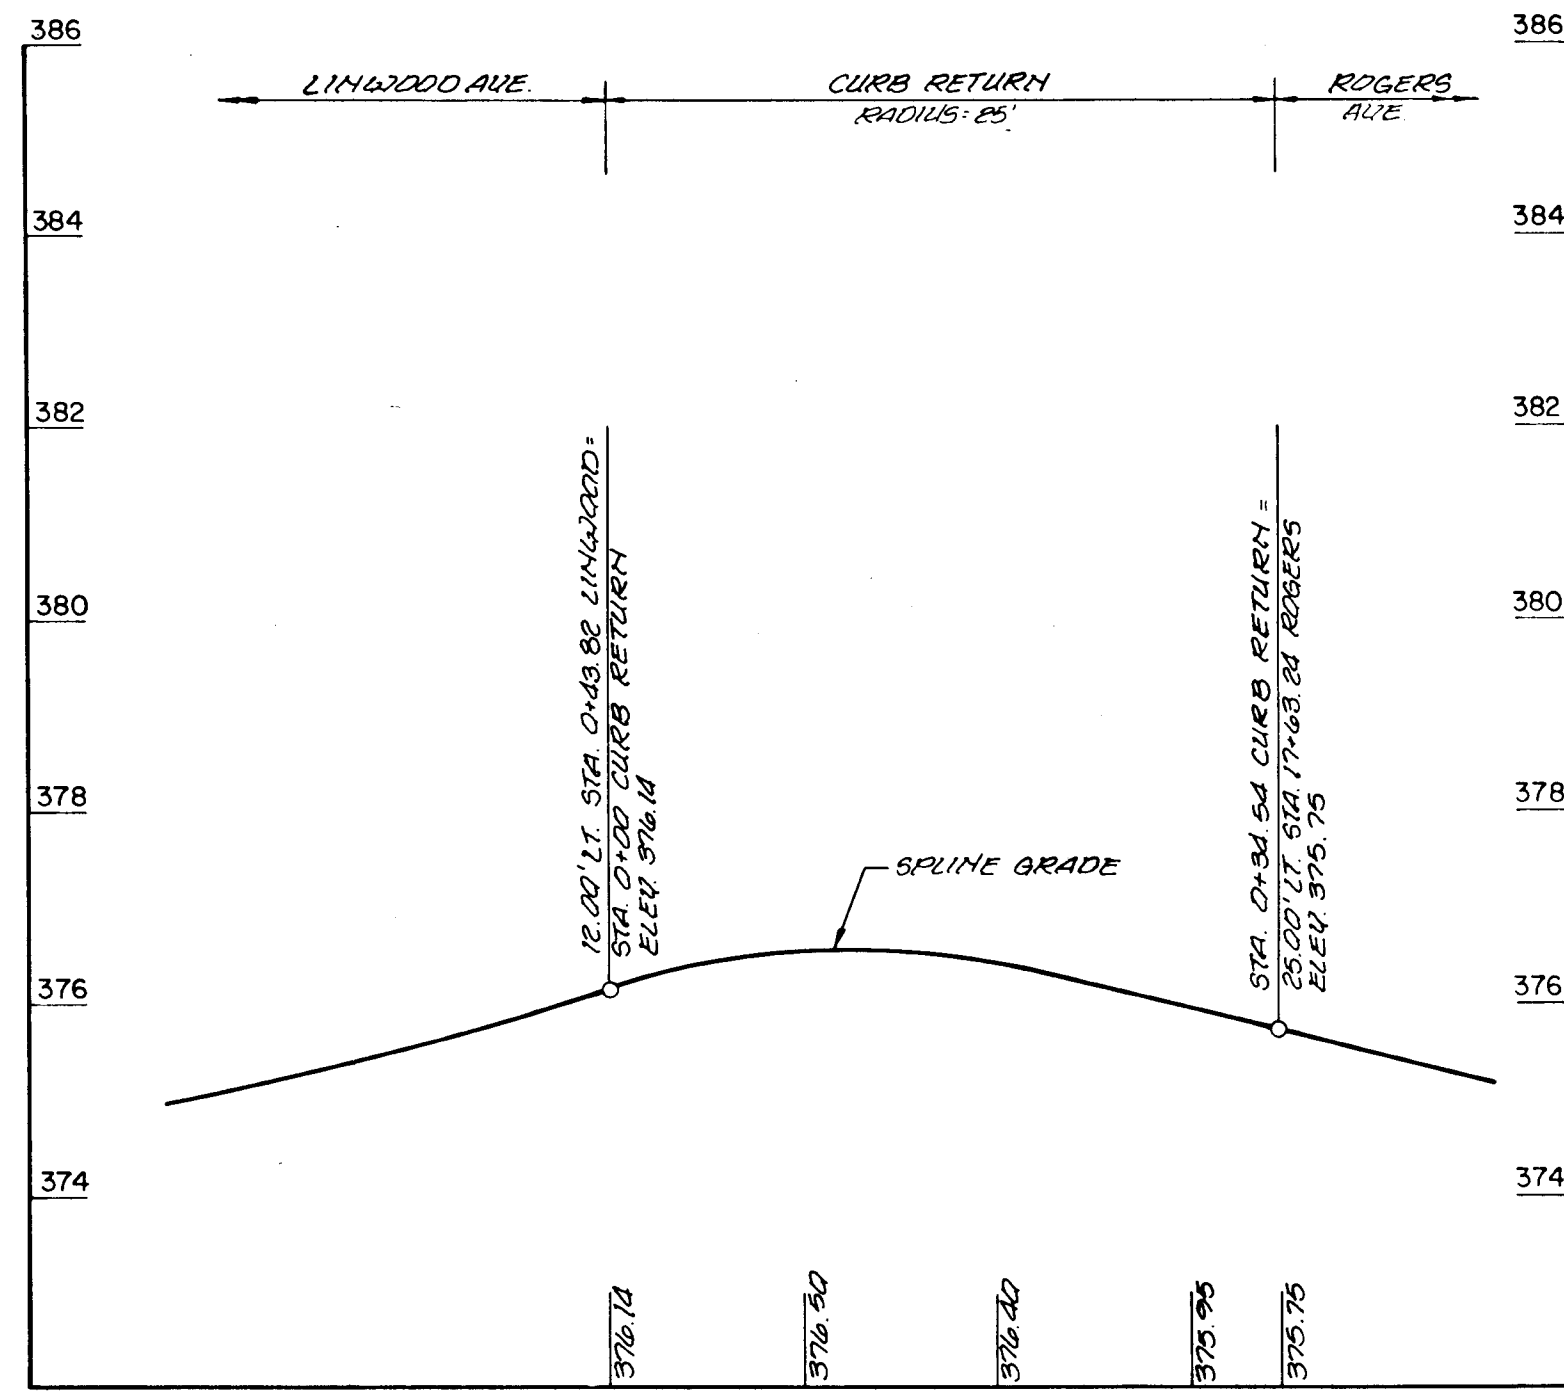 386
386
LINWOOD AVE.
CURB RETURN
RADIUS=25'
ROGERS
AVE.
384
384
382
382
12.00' LT. STA. 0+43.82 LINWOOD=
STA. 0+00 CURB RETURN
ELEV. 376.14
STA. 0+34.54 CURB RETURN =
25.00' LT. STA. 17+63.24 ROGERS
ELEV. 375.75
380
380
378
378
SPLINE GRADE
376
376
374
374
376.14
376.50
376.40
375.95
375.75